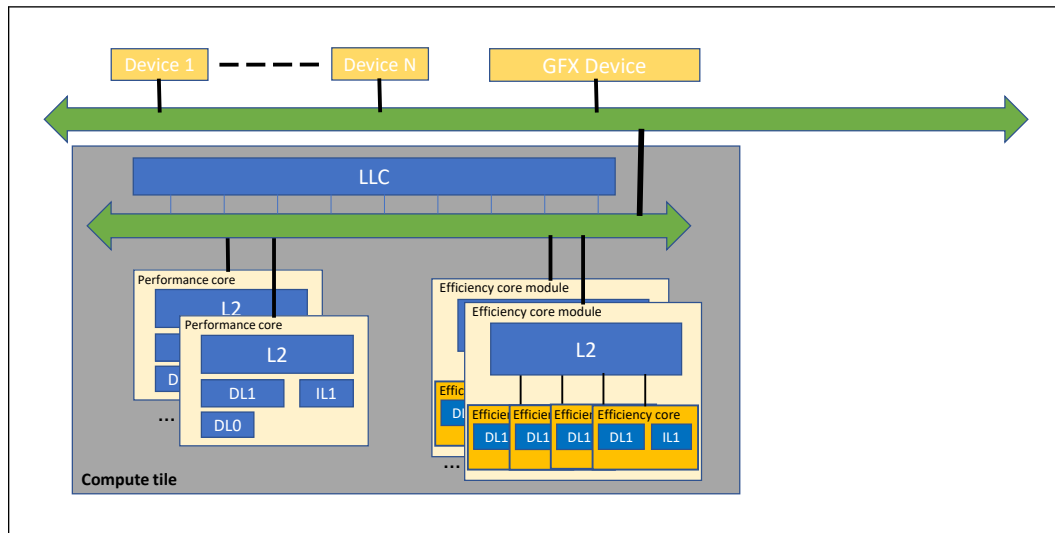 Device 1
Device N
GFX Device
LLC
Performance core
L2
Performance core
L2
DL1
IL1
DL0
...
Efficiency core module
Efficiency core module
L2
Efficiency core
DL1
DL1
DL1
DL1
IL1
...
Compute tile